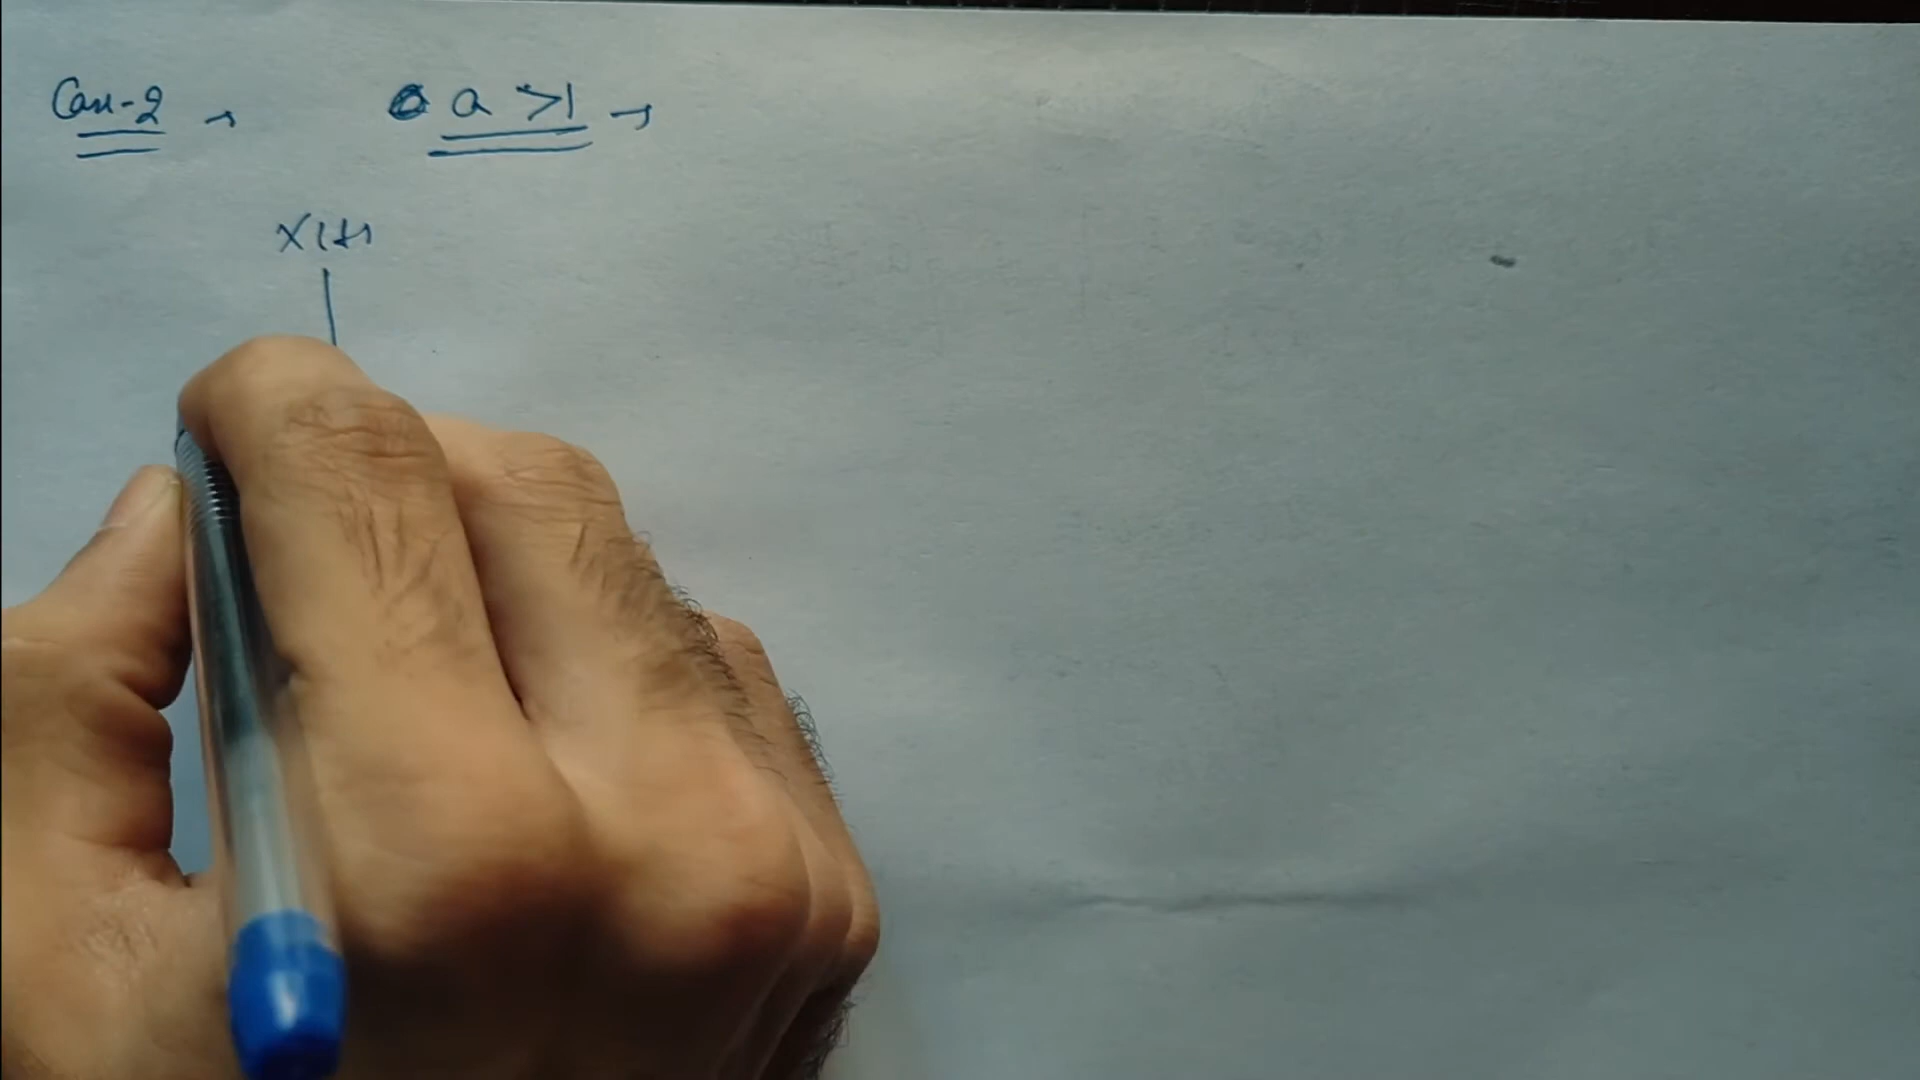 Case-2 → a >1 →
x(t)